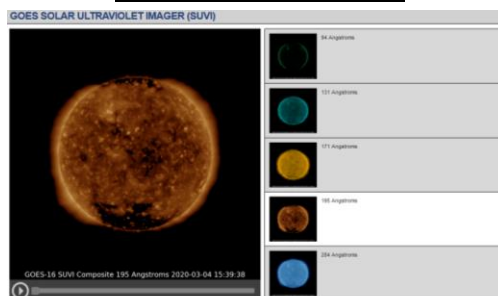 GOES SOLAR ULTRAVIOLET IMAGER (SUVI)
94 Angstroms
131 Angstroms
171 Angstroms
195 Angstroms
284 Angstroms
GOES-16 SUVI Composite 195 Angstroms 2020-03-04 15:39:38